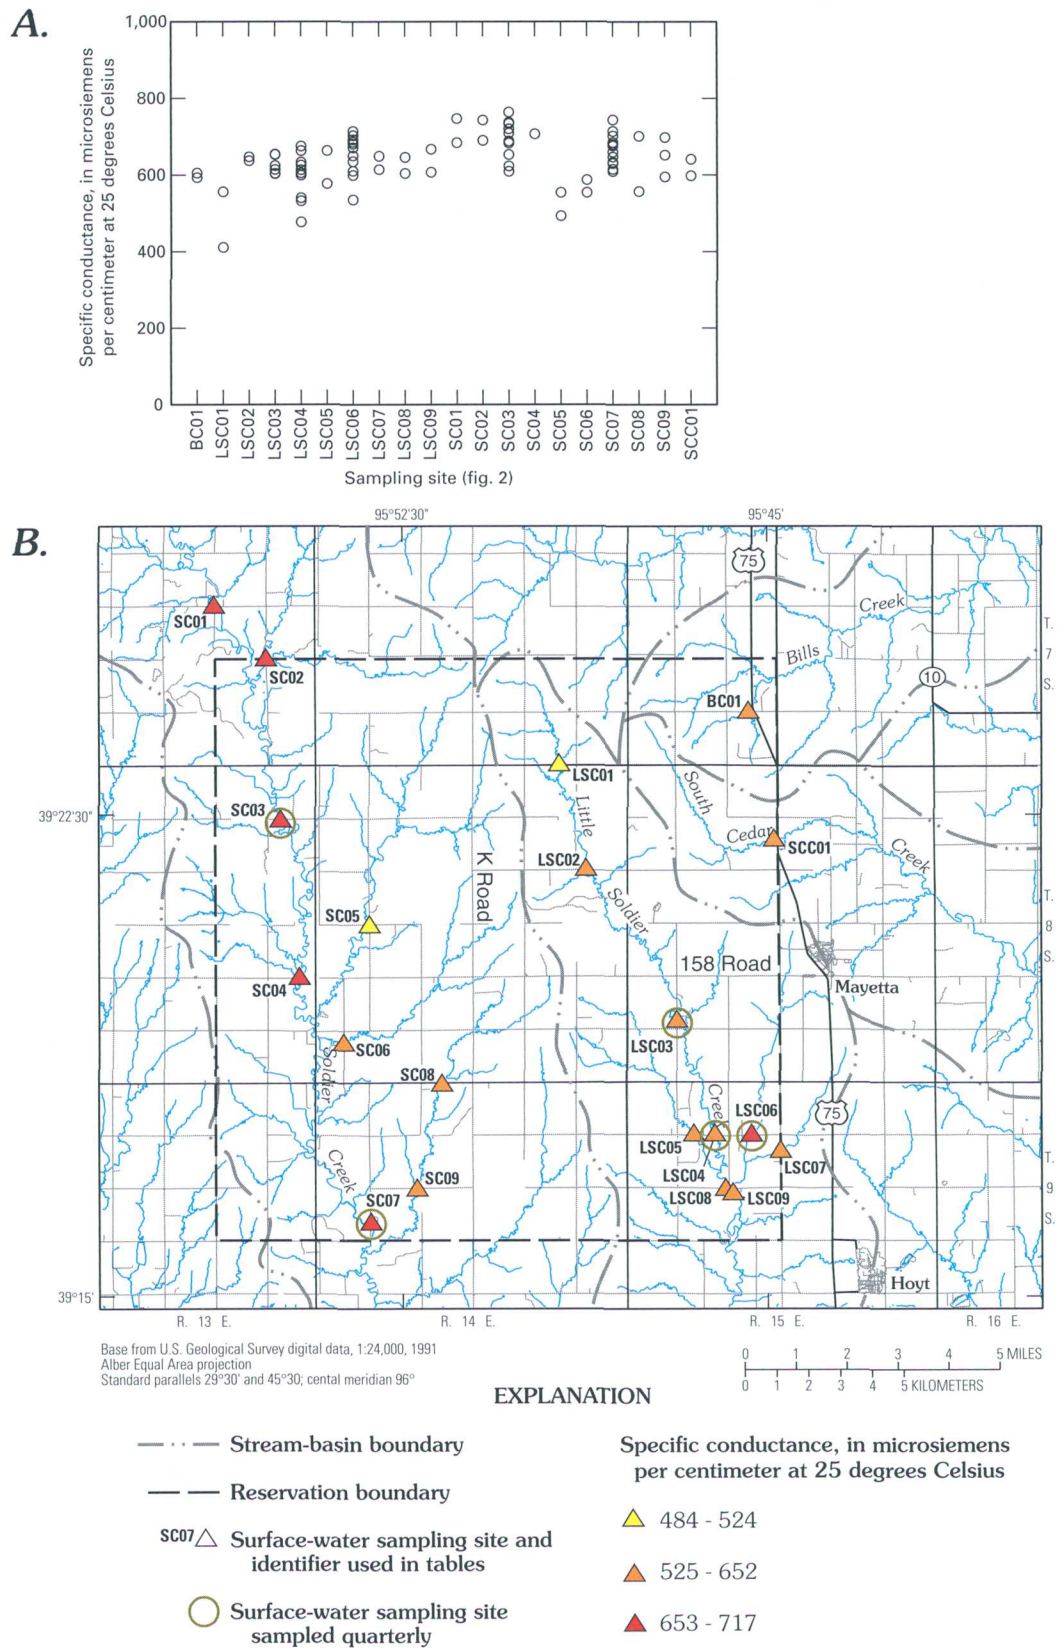 A.
Specific conductance, in microsiemens
per centimeter at 25 degrees Celsius
1,000
800
600
400
200
0
BC01
LSC01
LSC02
LSC03
LSC04
LSC05
LSC06
LSC07
LSC08
LSC09
SC01
SC02
SC03
SC04
SC05
SC06
SC07
SC08
SC09
SCC01
Sampling site (fig. 2)
B.
95°52'30"
95°45'
75
Creek
SC01
T.
Bills
7
SC02
10
S.
BC01
LSC01
South
39°22'30"
SC03
Little
Cedar
SCC01
Creek
K Road
LSC02
Soldier
T.
SC05
8
158 Road
S.
SC04
Mayetta
LSC03
SC06
Soldier
SC08
Creek
LSC06
75
LSC05
LSC07
T.
Creek
LSC04
SC09
LSC08
LSC09
9
SC07
S.
Hoyt
39°15'
R. 13 E.
R. 14 E.
R. 15 E.
R. 16 E.
Base from U.S. Geological Survey digital data, 1:24,000, 1991
Alber Equal Area projection
Standard parallels 29°30' and 45°30; cental meridian 96°
0 1 2 3 4 5 MILES
0 1 2 3 4 5 KILOMETERS
EXPLANATION
Stream-basin boundary
Reservation boundary
SC07
Surface-water sampling site and
identifier used in tables
Surface-water sampling site
sampled quarterly
Specific conductance, in microsiemens
per centimeter at 25 degrees Celsius
484 - 524
525 - 652
653 - 717